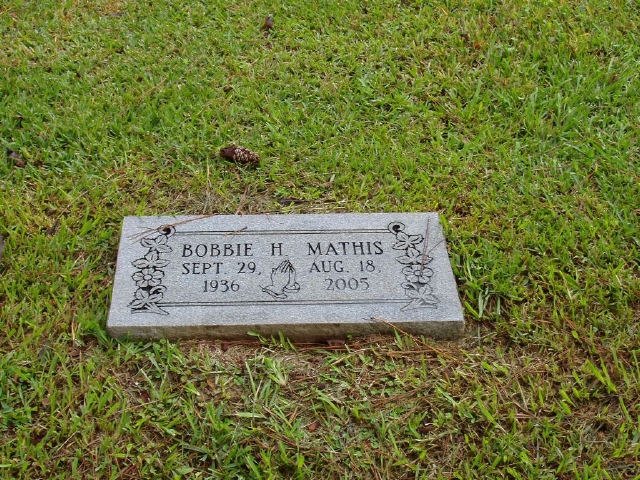 BOBBIE H. MATHIS
SEPT. 29, AUG. 18,
1936 2005